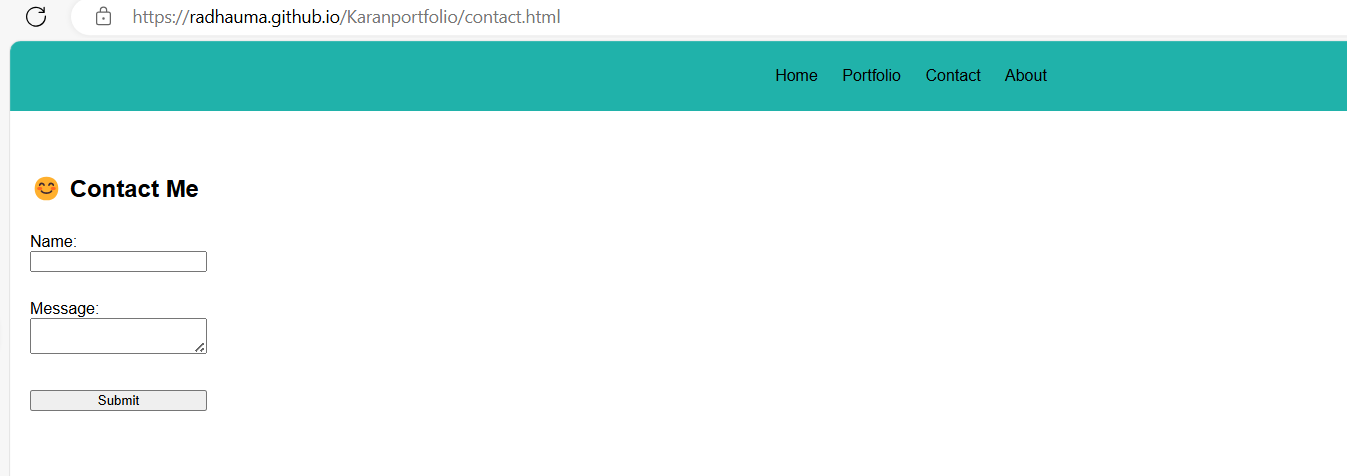 https://radhauma.github.io/Karanportfolio/contact.html
Home Portfolio Contact About
😊 Contact Me
Name:
Message:
Submit